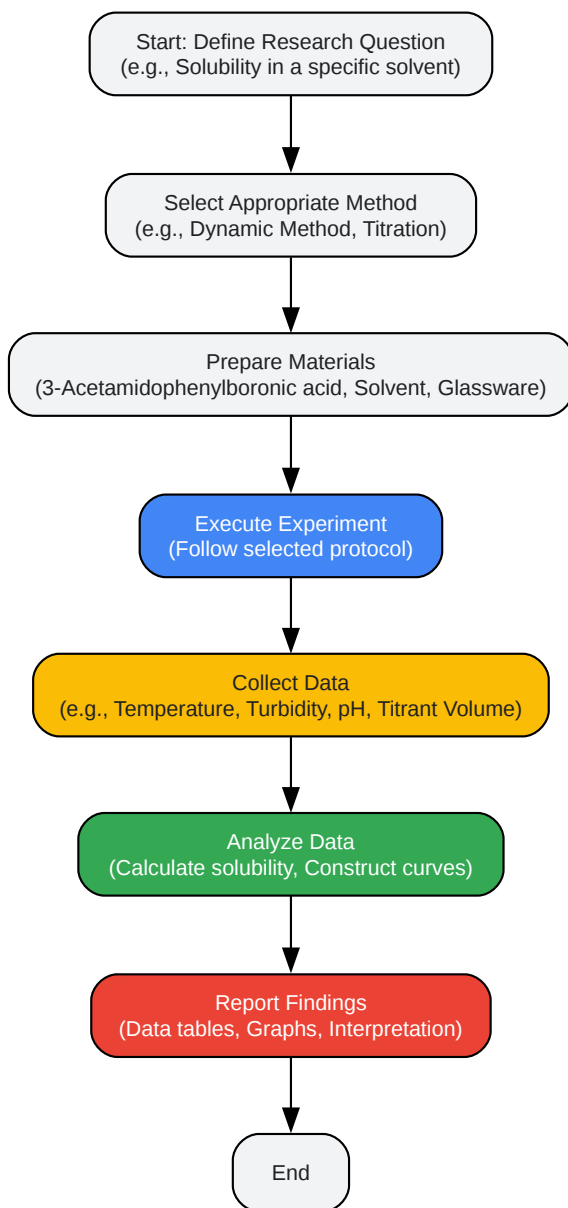 Start: Define Research Question
(e.g., Solubility in a specific solvent)
Select Appropriate Method
(e.g., Dynamic Method, Titration)
Prepare Materials
(3-Acetamidophenylboronic acid, Solvent, Glassware)
Execute Experiment
(Follow selected protocol)
Collect Data
(e.g., Temperature, Turbidity, pH, Titrant Volume)
Analyze Data
(Calculate solubility, Construct curves)
Report Findings
(Data tables, Graphs, Interpretation)
End